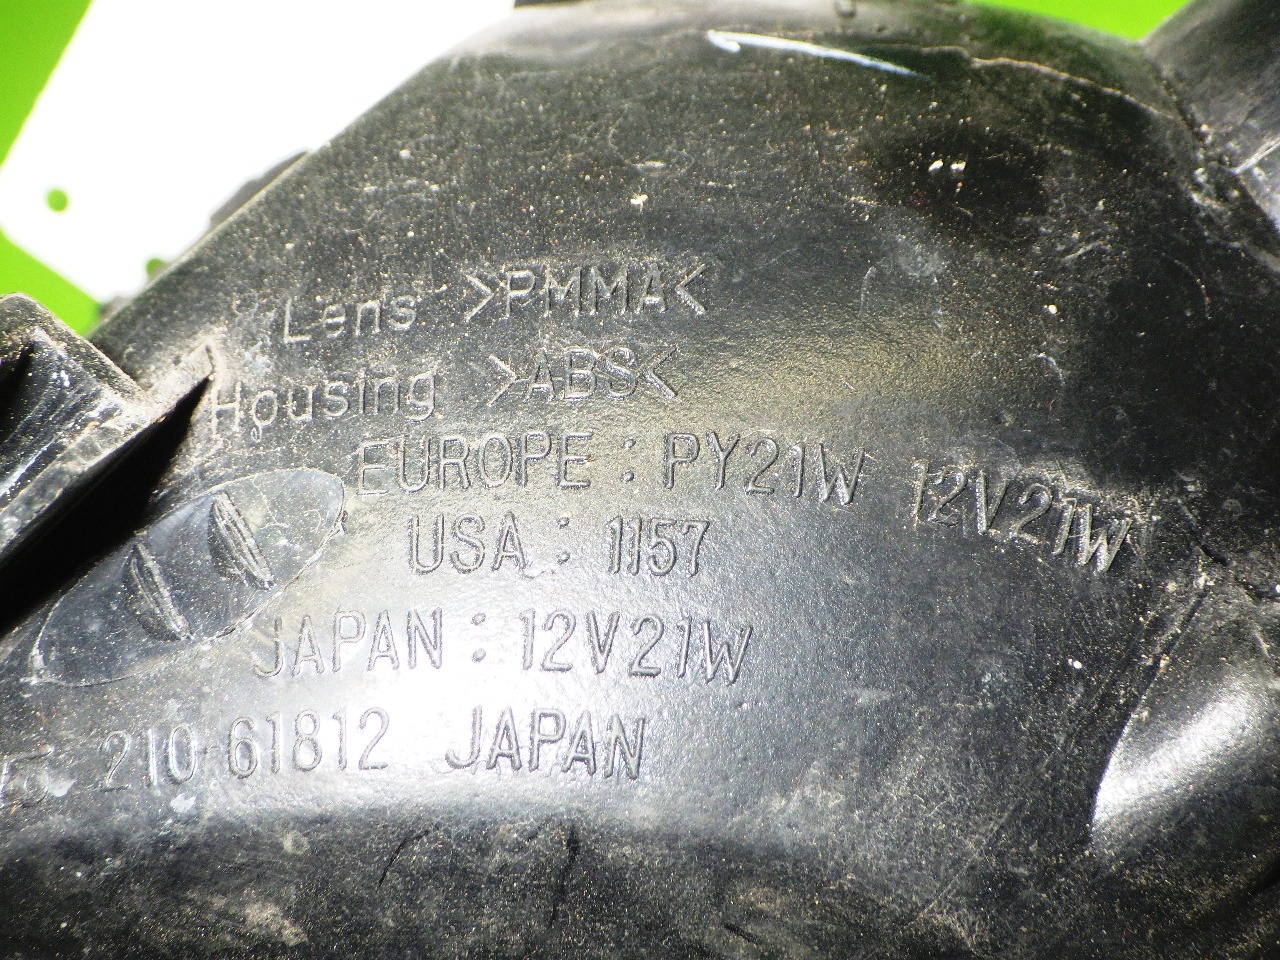 Lens >PMMA<
Housing >ABS<
EUROPE : PY21W 12V21W
USA : 1157
JAPAN : 12V21W
210-61812 JAPAN